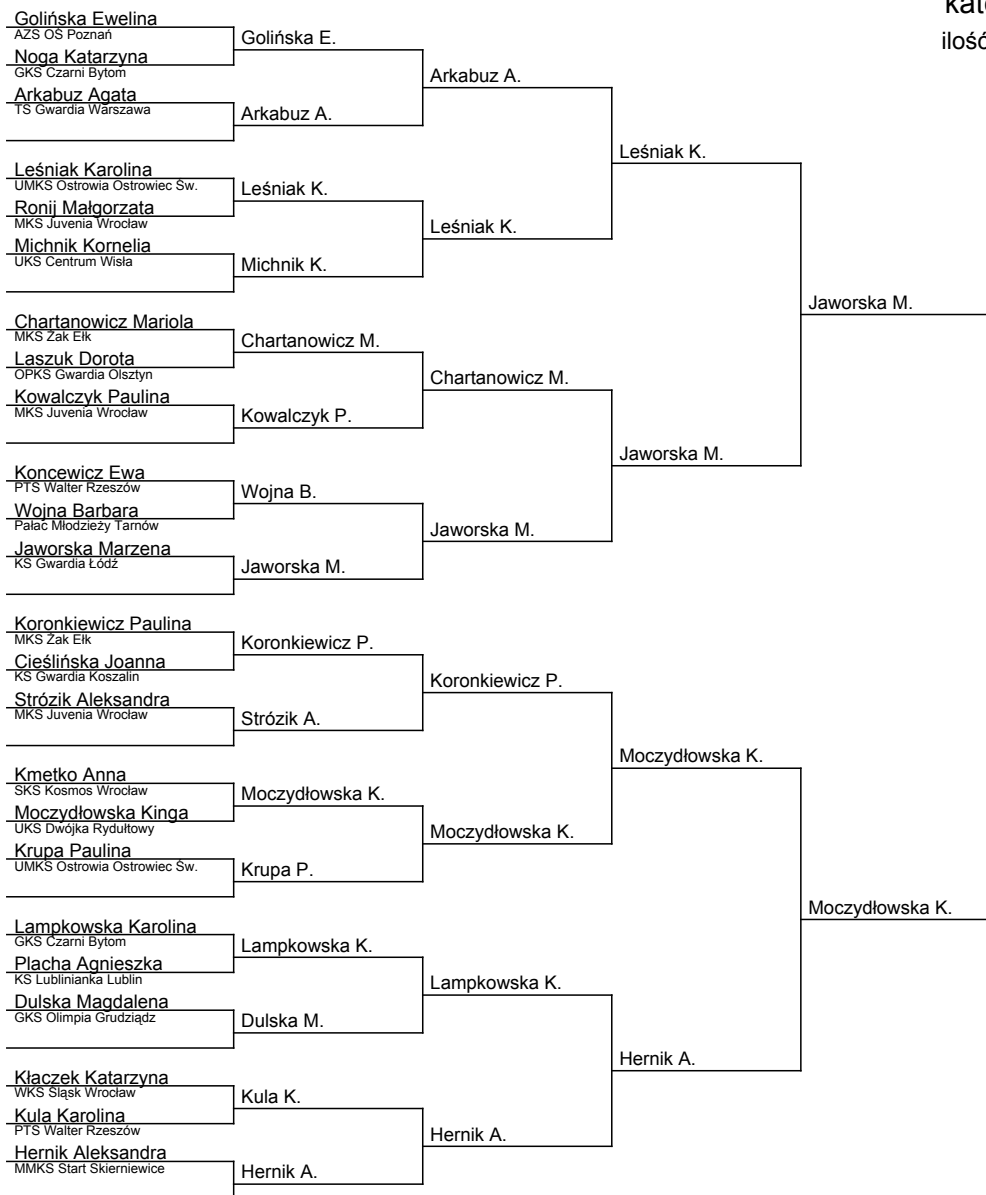 kat
ilość
Golińska Ewelina
AZS OŚ Poznań
Noga Katarzyna
GKS Czarni Bytom
Arkabuz Agata
TS Gwardia Warszawa
Leśniak Karolina
UMKS Ostrowia Ostrowiec Św.
Ronij Małgorzata
MKS Juvenia Wrocław
Michnik Kornelia
UKS Centrum Wisła
Chartanowicz Mariola
MKS Żak Ełk
Laszuk Dorota
OPKS Gwardia Olsztyn
Kowalczyk Paulina
MKS Juvenia Wrocław
Koncewicz Ewa
PTS Walter Rzeszów
Wojna Barbara
Pałac Młodzieży Tarnów
Jaworska Marzena
KS Gwardia Łódź
Koronkiewicz Paulina
MKS Żak Ełk
Cieślińska Joanna
KS Gwardia Koszalin
Strózik Aleksandra
MKS Juvenia Wrocław
Kmetko Anna
SKS Kosmos Wrocław
Moczydłowska Kinga
UKS Dwójka Rydułtowy
Krupa Paulina
UMKS Ostrowia Ostrowiec Św.
Lampkowska Karolina
GKS Czarni Bytom
Placha Agnieszka
KS Lublinianka Lublin
Dulska Magdalena
GKS Olimpia Grudziądz
Kłaczek Katarzyna
WKS Śląsk Wrocław
Kula Karolina
PTS Walter Rzeszów
Hernik Aleksandra
MMKS Start Skierniewice
Golińska E.
Arkabuz A.
Leśniak K.
Michnik K.
Chartanowicz M.
Kowalczyk P.
Wojna B.
Jaworska M.
Koronkiewicz P.
Strózik A.
Moczydłowska K.
Krupa P.
Lampkowska K.
Dulska M.
Kula K.
Hernik A.
Arkabuz A.
Leśniak K.
Chartanowicz M.
Jaworska M.
Koronkiewicz P.
Moczydłowska K.
Lampkowska K.
Hernik A.
Leśniak K.
Jaworska M.
Moczydłowska K.
Hernik A.
Jaworska M.
Moczydłowska K.